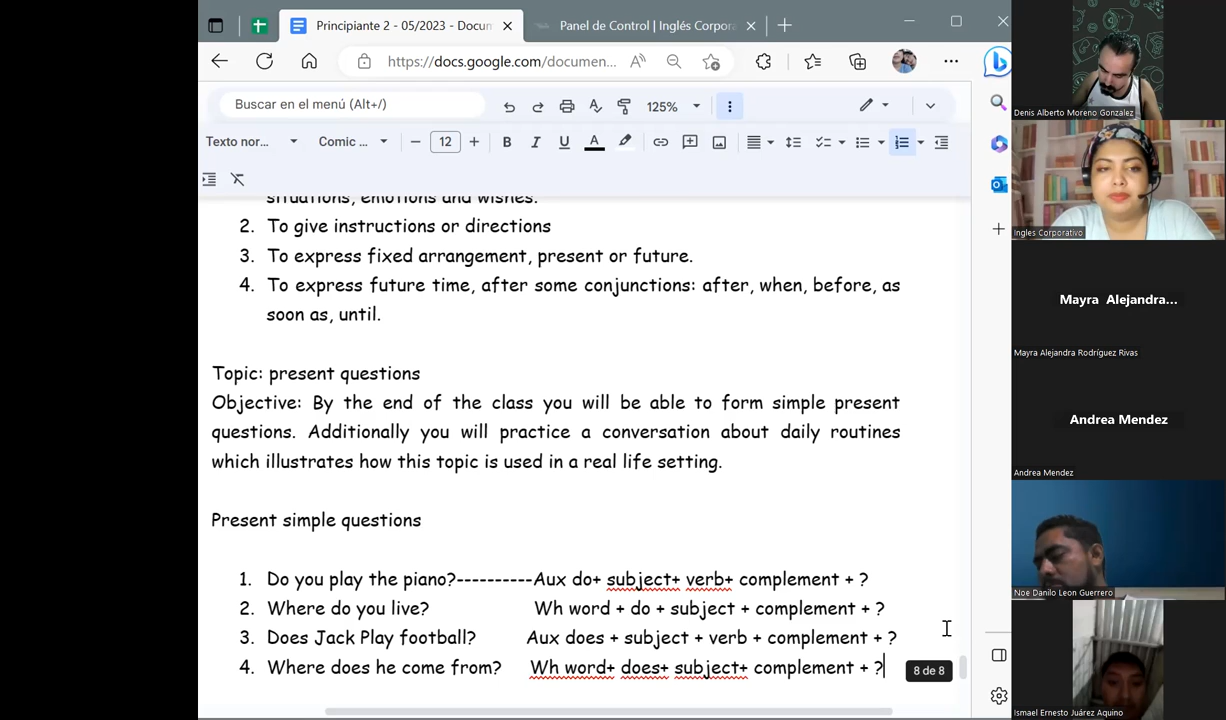 Principiante 2 - 05/2023 - Docun
Panel de Control | Inglés Corpora
https://docs.google.com/documen...
Buscar en el menú (Alt+/)
125%
Texto nor...
Comic ...
12
situations, emotions and wishes.
2. To give instructions or directions
3. To express fixed arrangement, present or future.
4. To express future time, after some conjunctions: after, when, before, as
soon as, until.
Topic: present questions
Objective: By the end of the class you will be able to form simple present
questions. Additionally you will practice a conversation about daily routines
which illustrates how this topic is used in a real life setting.
Present simple questions
1. Do you play the piano?----------Aux do+ subject+ verb+ complement + ?
2. Where do you live? Wh word + do + subject + complement + ?
3. Does Jack Play football? Aux does + subject + verb + complement + ?
4. Where does he come from? Wh word+ does+ subject+ complement + ?
8 de 8
Denis Alberto Moreno Gonzalez
Ingles Corporativo
Mayra Alejandra...
Mayra Alejandra Rodríguez Rivas
Andrea Mendez
Andrea Mendez
Noe Danilo Leon Guerrero
Ismael Ernesto Juárez Aquino